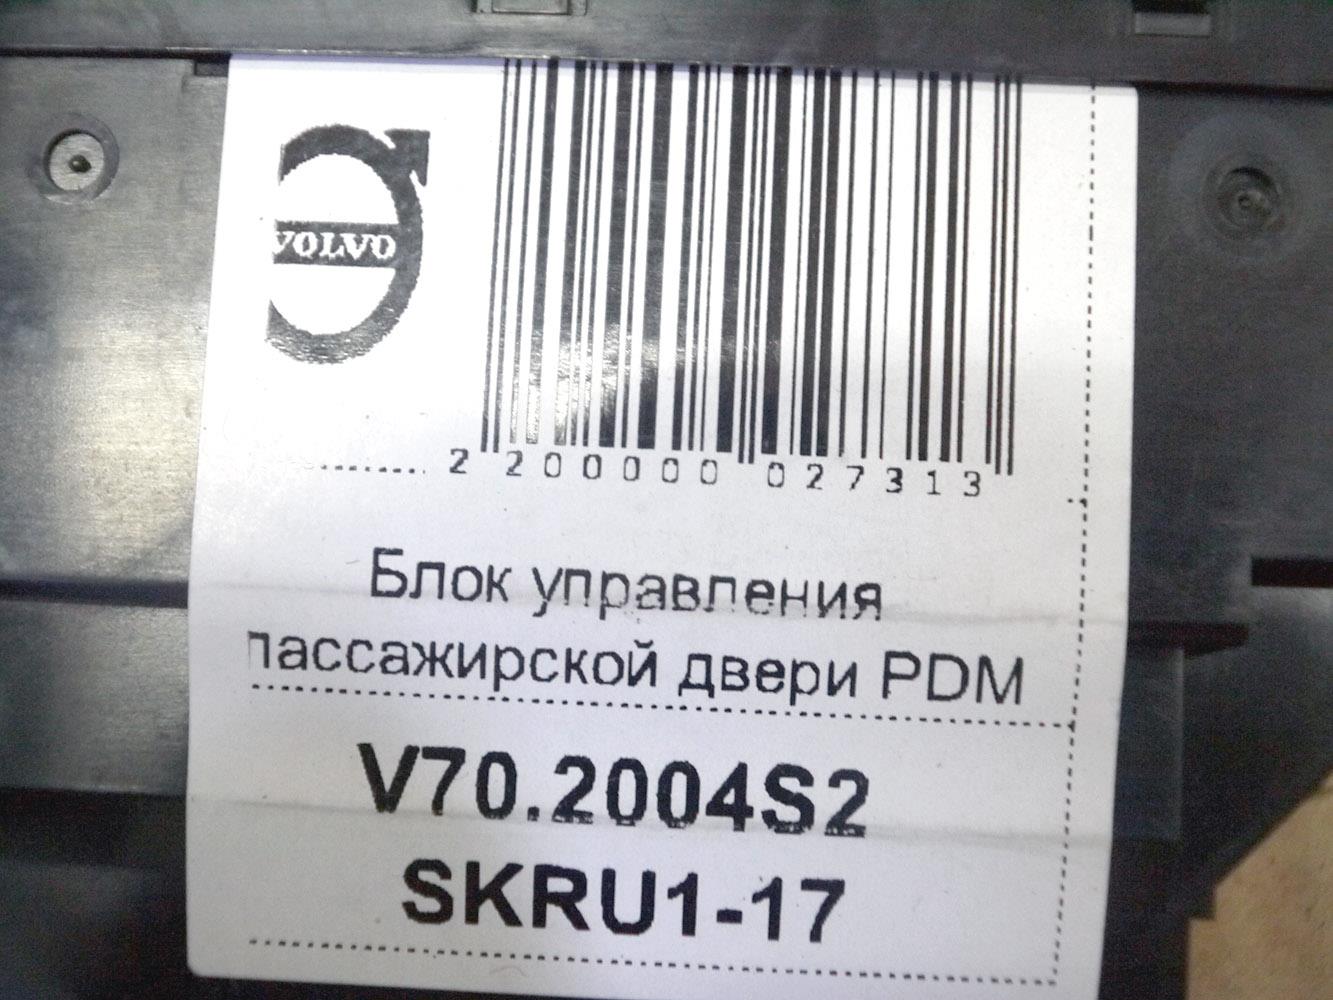 VOLVO
2 200000 027313
Блок управления
пассажирской двери PDM
V70.2004S2
SKRU1-17